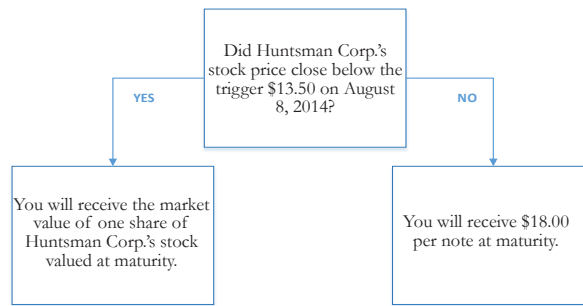 Did Huntsman Corp.'s
stock price close below the
trigger $13.50 on August
8, 2014?
YES
NO
You will receive the market
value of one share of
Huntsman Corp.'s stock
valued at maturity.
You will receive $18.00
per note at maturity.